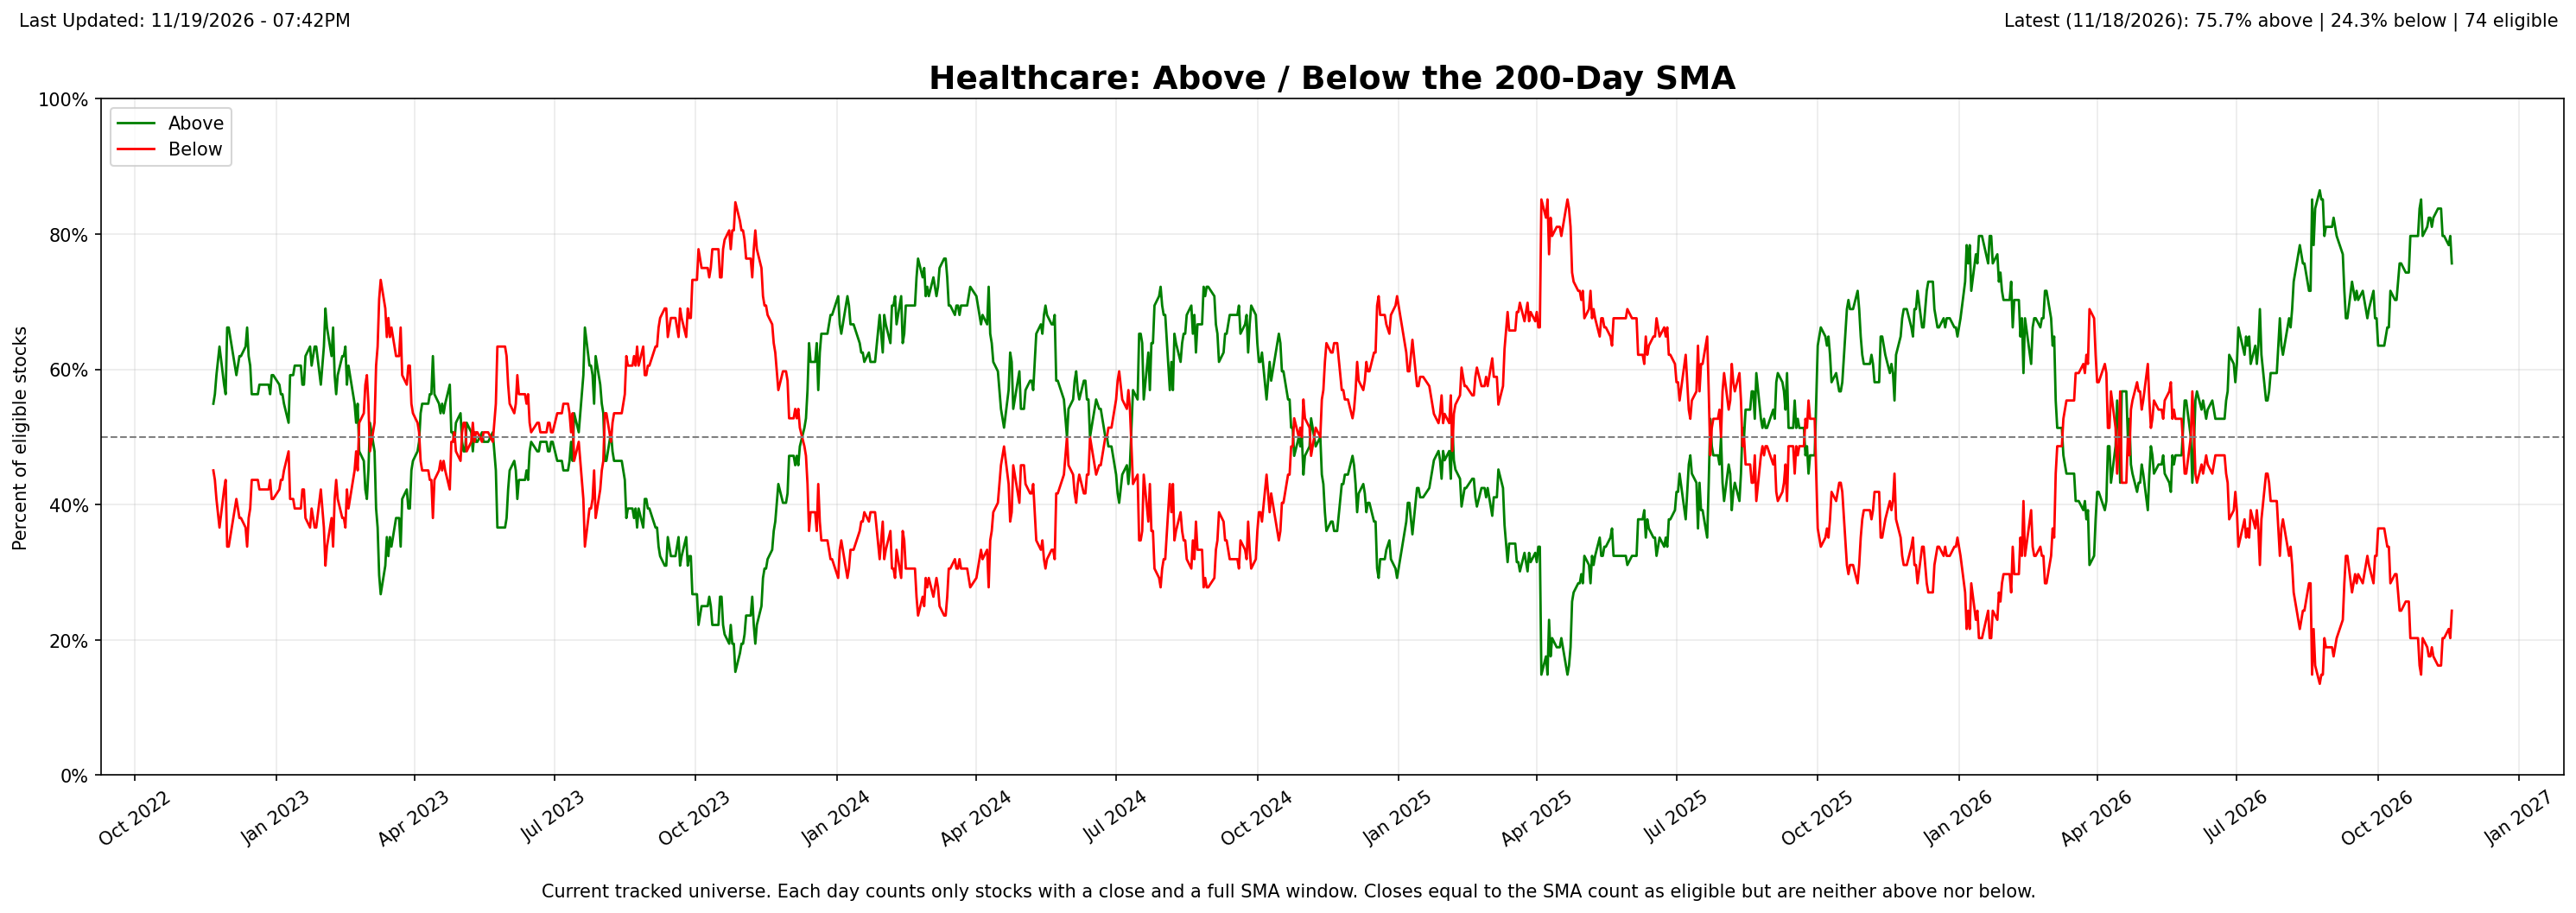 Last Updated: 11/19/2026 - 07:42PM
Latest (11/18/2026): 75.7% above | 24.3% below | 74 eligible
Healthcare: Above / Below the 200-Day SMA
Above
Below
Percent of eligible stocks
100%
80%
60%
40%
20%
0%
Oct 2022
Jan 2023
Apr 2023
Jul 2023
Oct 2023
Jan 2024
Apr 2024
Jul 2024
Oct 2024
Jan 2025
Apr 2025
Jul 2025
Oct 2025
Jan 2026
Apr 2026
Jul 2026
Oct 2026
Jan 2027
Current tracked universe. Each day counts only stocks with a close and a full SMA window. Closes equal to the SMA count as eligible but are neither above nor below.